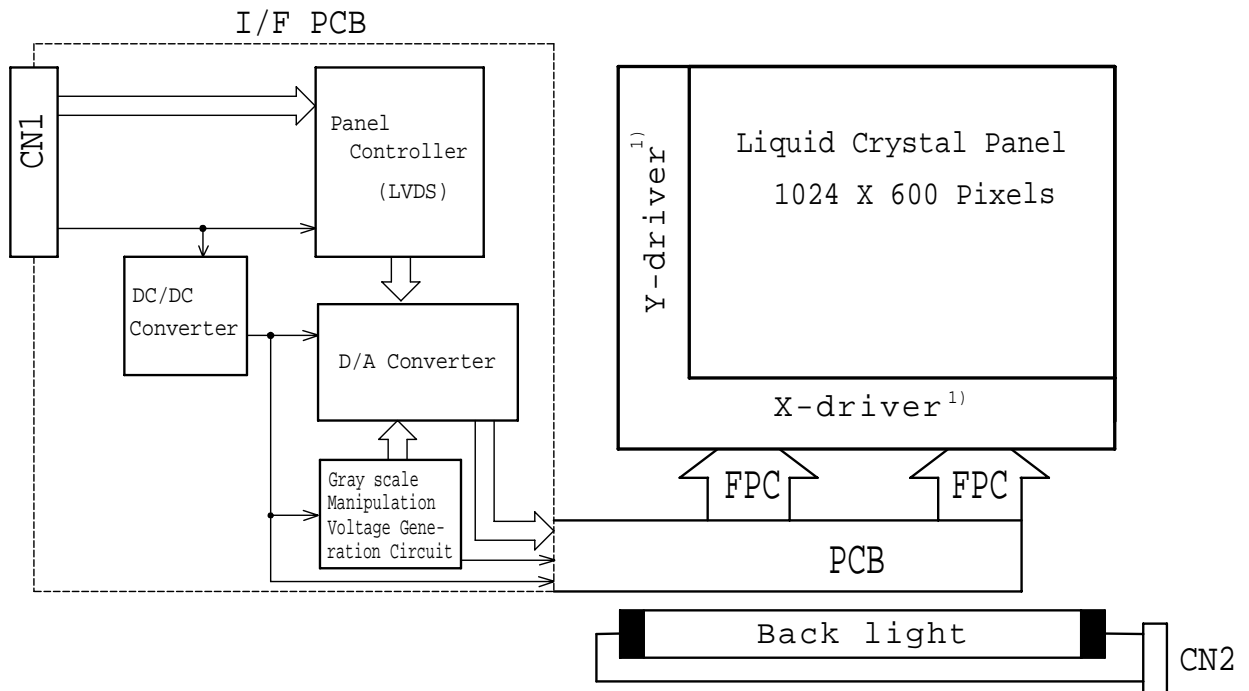 I/F PCB
CN1
Panel
Controller
(LVDS)
DC/DC
Converter
D/A Converter
Gray scale
Manipulation
Voltage Gene-
ration Circuit
Y-driver 1)
Liquid Crystal Panel
1024 X 600 Pixels
X-driver 1)
FPC
FPC
PCB
Back light
CN2